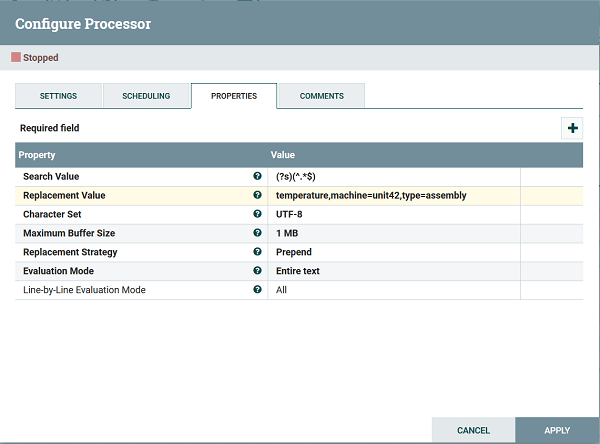 Configure Processor
Stopped
SETTINGS SCHEDULING PROPERTIES COMMENTS
Required field
Property Value
Search Value (?s)(^.*$)
Replacement Value temperature,machine=unit42,type=assembly
Character Set UTF-8
Maximum Buffer Size 1 MB
Replacement Strategy Prepend
Evaluation Mode Entire text
Line-by-Line Evaluation Mode All
CANCEL APPLY